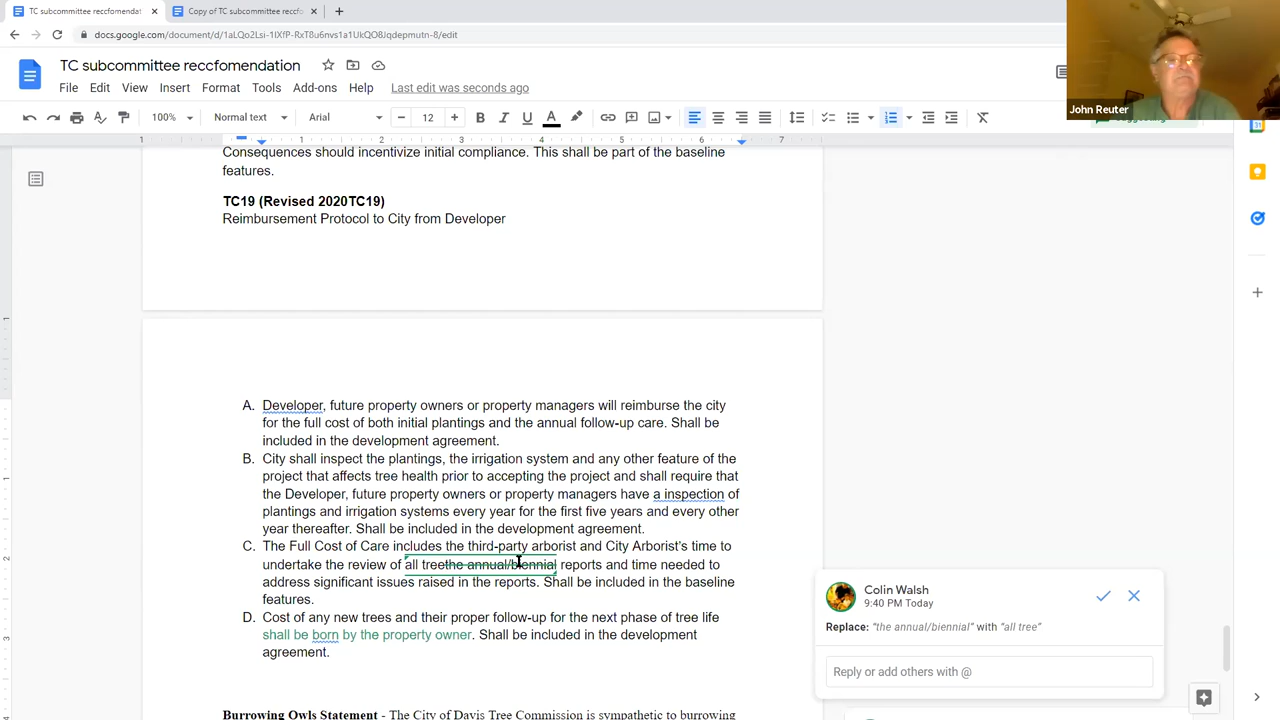 TC subcommittee reccfomendat
Copy of TC subcommittee reccf
docs.google.com/document/d/1aLQo2Lsi-1IXfP-RxT8u6nvs1a1UkQO8Jqdepmutn-8/edit
TC subcommittee reccfomendation
File Edit View Insert Format Tools Add-ons Help Last edit was seconds ago
100% Normal text Arial 12
John Reuter
1 1 2 3 4 5 6 7
Consequences should incentivize initial compliance. This shall be part of the baseline
features.
TC19 (Revised 2020TC19)
Reimbursement Protocol to City from Developer
A. Developer, future property owners or property managers will reimburse the city
for the full cost of both initial plantings and the annual follow-up care. Shall be
included in the development agreement.
B. City shall inspect the plantings, the irrigation system and any other feature of the
project that affects tree health prior to accepting the project and shall require that
the Developer, future property owners or property managers have a inspection of
plantings and irrigation systems every year for the first five years and every other
year thereafter. Shall be included in the development agreement.
C. The Full Cost of Care includes the third-party arborist and City Arborist's time to
undertake the review of all treethe annual/biennial reports and time needed to
address significant issues raised in the reports. Shall be included in the baseline
features.
D. Cost of any new trees and their proper follow-up for the next phase of tree life
shall be born by the property owner. Shall be included in the development
agreement.
Burrowing Owls Statement - The City of Davis Tree Commission is sympathetic to burrowing
Colin Walsh
9:40 PM Today
Replace: “the annual/biennial” with “all tree”
Reply or add others with @